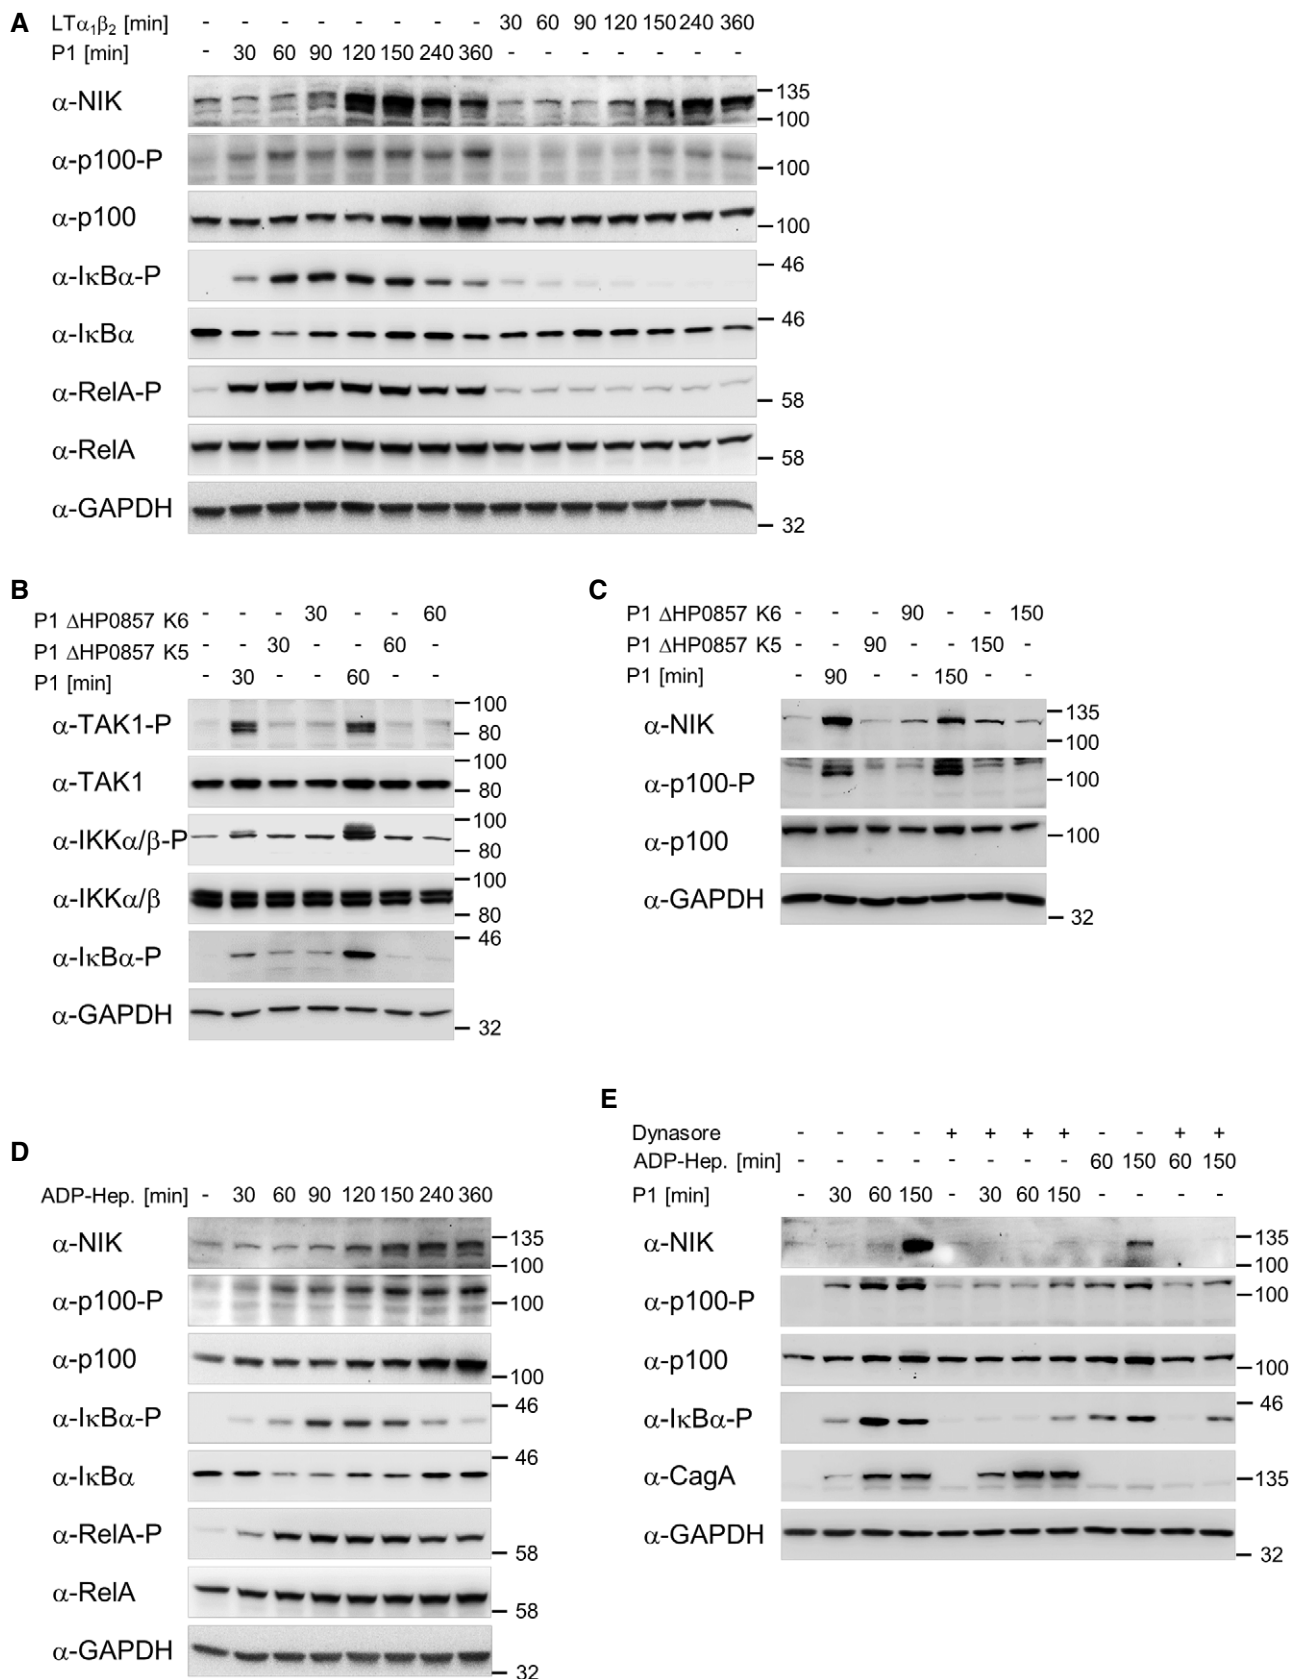 A
LTα₁β₂ [min] - - - - - - - - 30 60 90 120 150 240 360
P1 [min] - 30 60 90 120 150 240 360 - - - - - - -
α-NIK 135 100
α-p100-P 100
α-p100 100
α-IκBα-P 46
α-IκBα 46
α-RelA-P 58
α-RelA 58
α-GAPDH 32
B
P1 ΔHP0857 K6 - - - 30 - - 60
P1 ΔHP0857 K5 - - 30 - - 60 -
P1 [min] - 30 - - 60 - -
α-TAK1-P 100 80
α-TAK1 100 80
α-IKKα/β-P 100 80
α-IKKα/β 100 80
α-IκBα-P 46
α-GAPDH 32
C
P1 ΔHP0857 K6 - - - 90 - - 150
P1 ΔHP0857 K5 - - 90 - - 150 -
P1 [min] - 90 - - 150 - -
α-NIK 135 100
α-p100-P 100
α-p100 100
α-GAPDH 32
D
ADP-Hep. [min] - 30 60 90 120 150 240 360
α-NIK 135 100
α-p100-P 100
α-p100 100
α-IκBα-P 46
α-IκBα 46
α-RelA-P 58
α-RelA 58
α-GAPDH 32
E
Dynasore - - - - + + + + - - + +
ADP-Hep. [min] - - - - - - - - 60 150 60 150
P1 [min] - 30 60 150 - 30 60 150 - - - -
α-NIK 135 100
α-p100-P 100
α-p100 100
α-IκBα-P 46
α-CagA 135
α-GAPDH 32